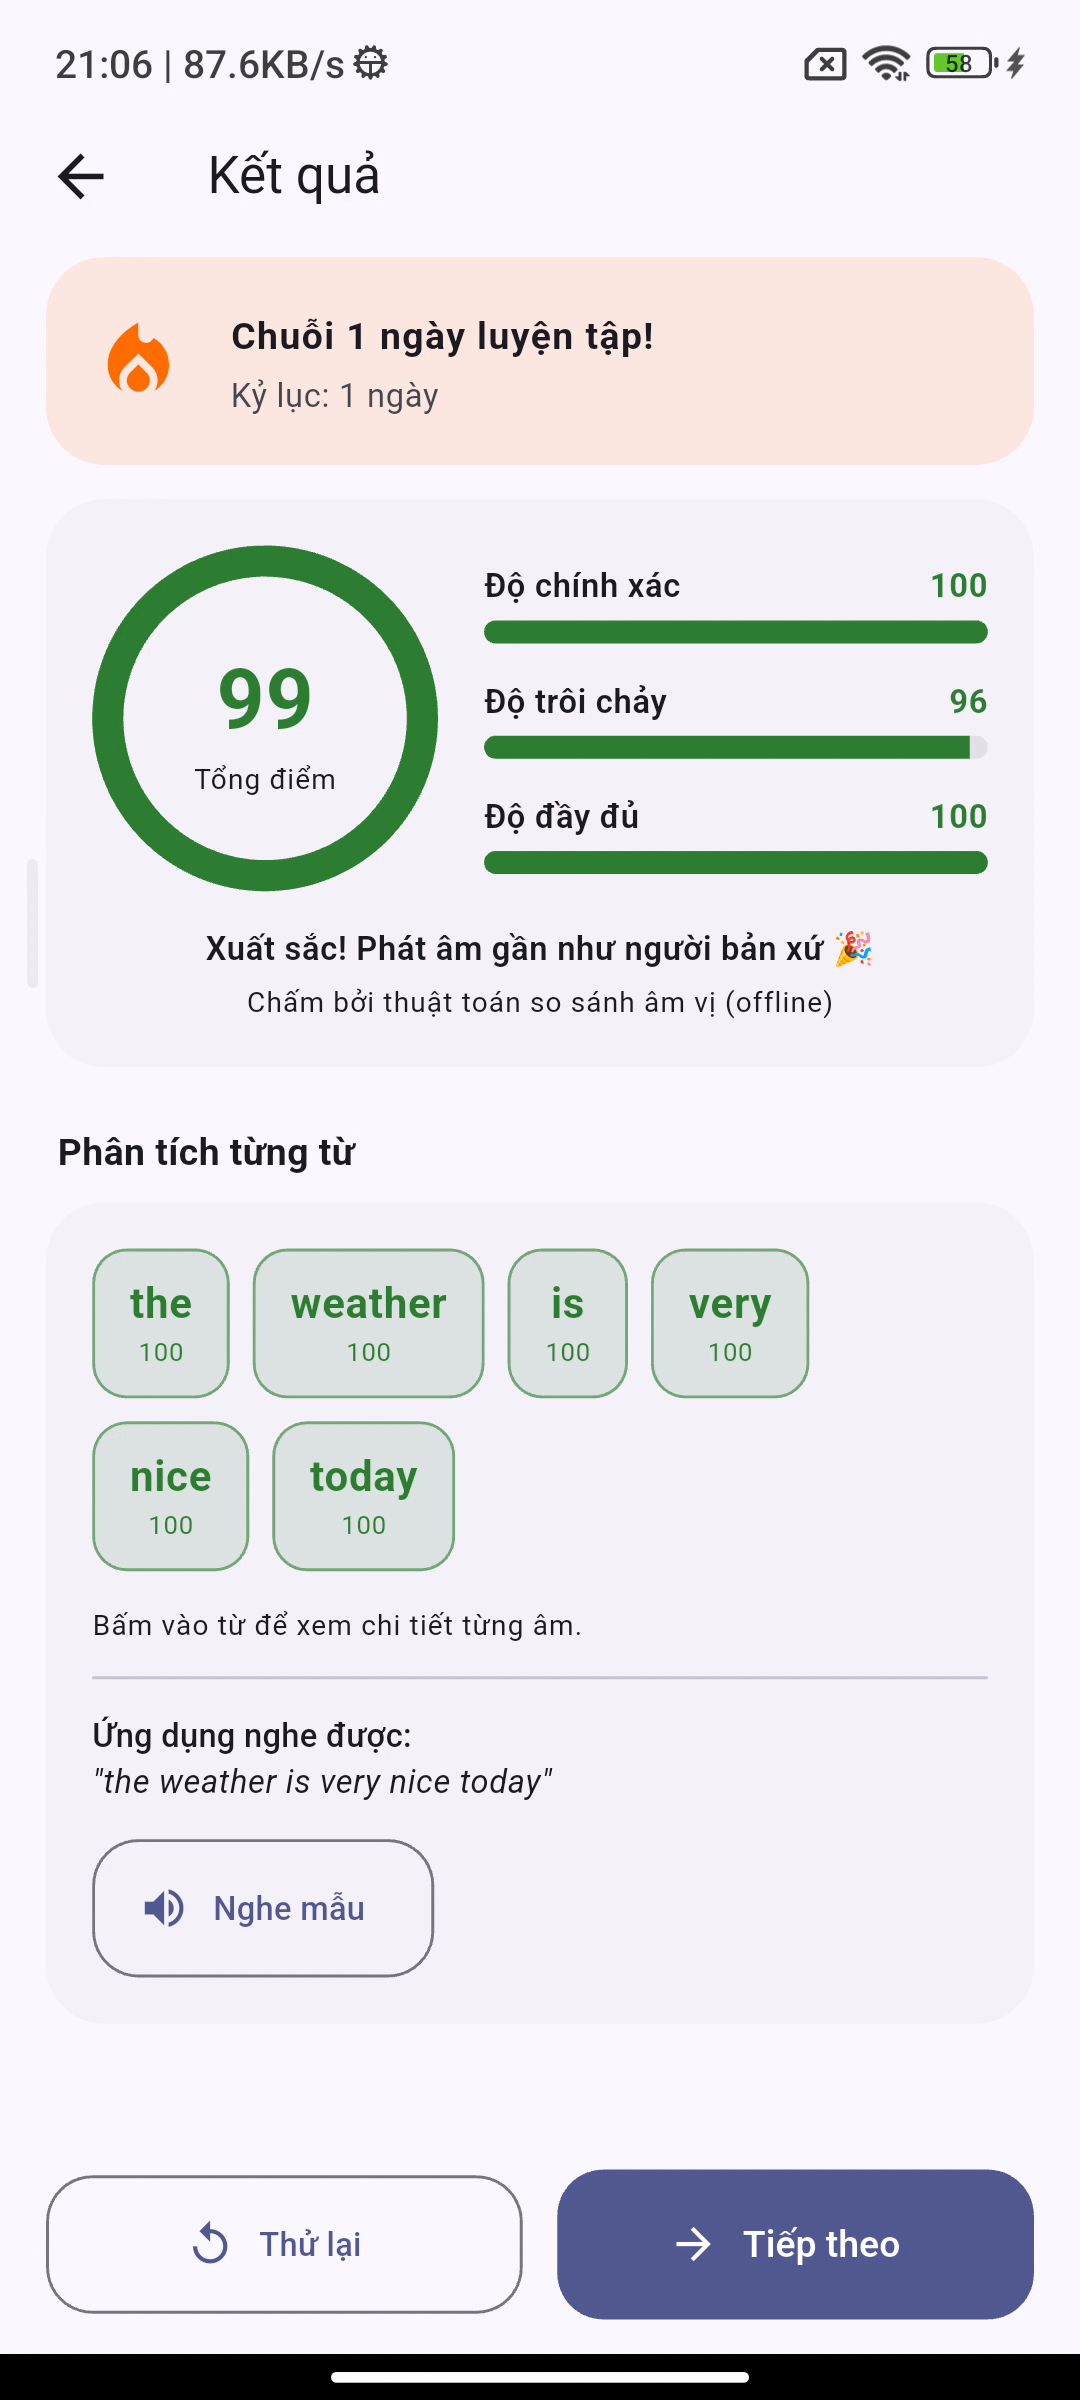 21:06 | 87.6KB/s
58
Kết quả
Chuỗi 1 ngày luyện tập!
Kỷ lục: 1 ngày
99
Tổng điểm
Độ chính xác 100
Độ trôi chảy 96
Độ đầy đủ 100
Xuất sắc! Phát âm gần như người bản xứ 🎉
Chấm bởi thuật toán so sánh âm vị (offline)
Phân tích từng từ
the weather is very
100 100 100 100
nice today
100 100
Bấm vào từ để xem chi tiết từng âm.
Ứng dụng nghe được:
"the weather is very nice today"
Nghe mẫu
Thử lại
Tiếp theo